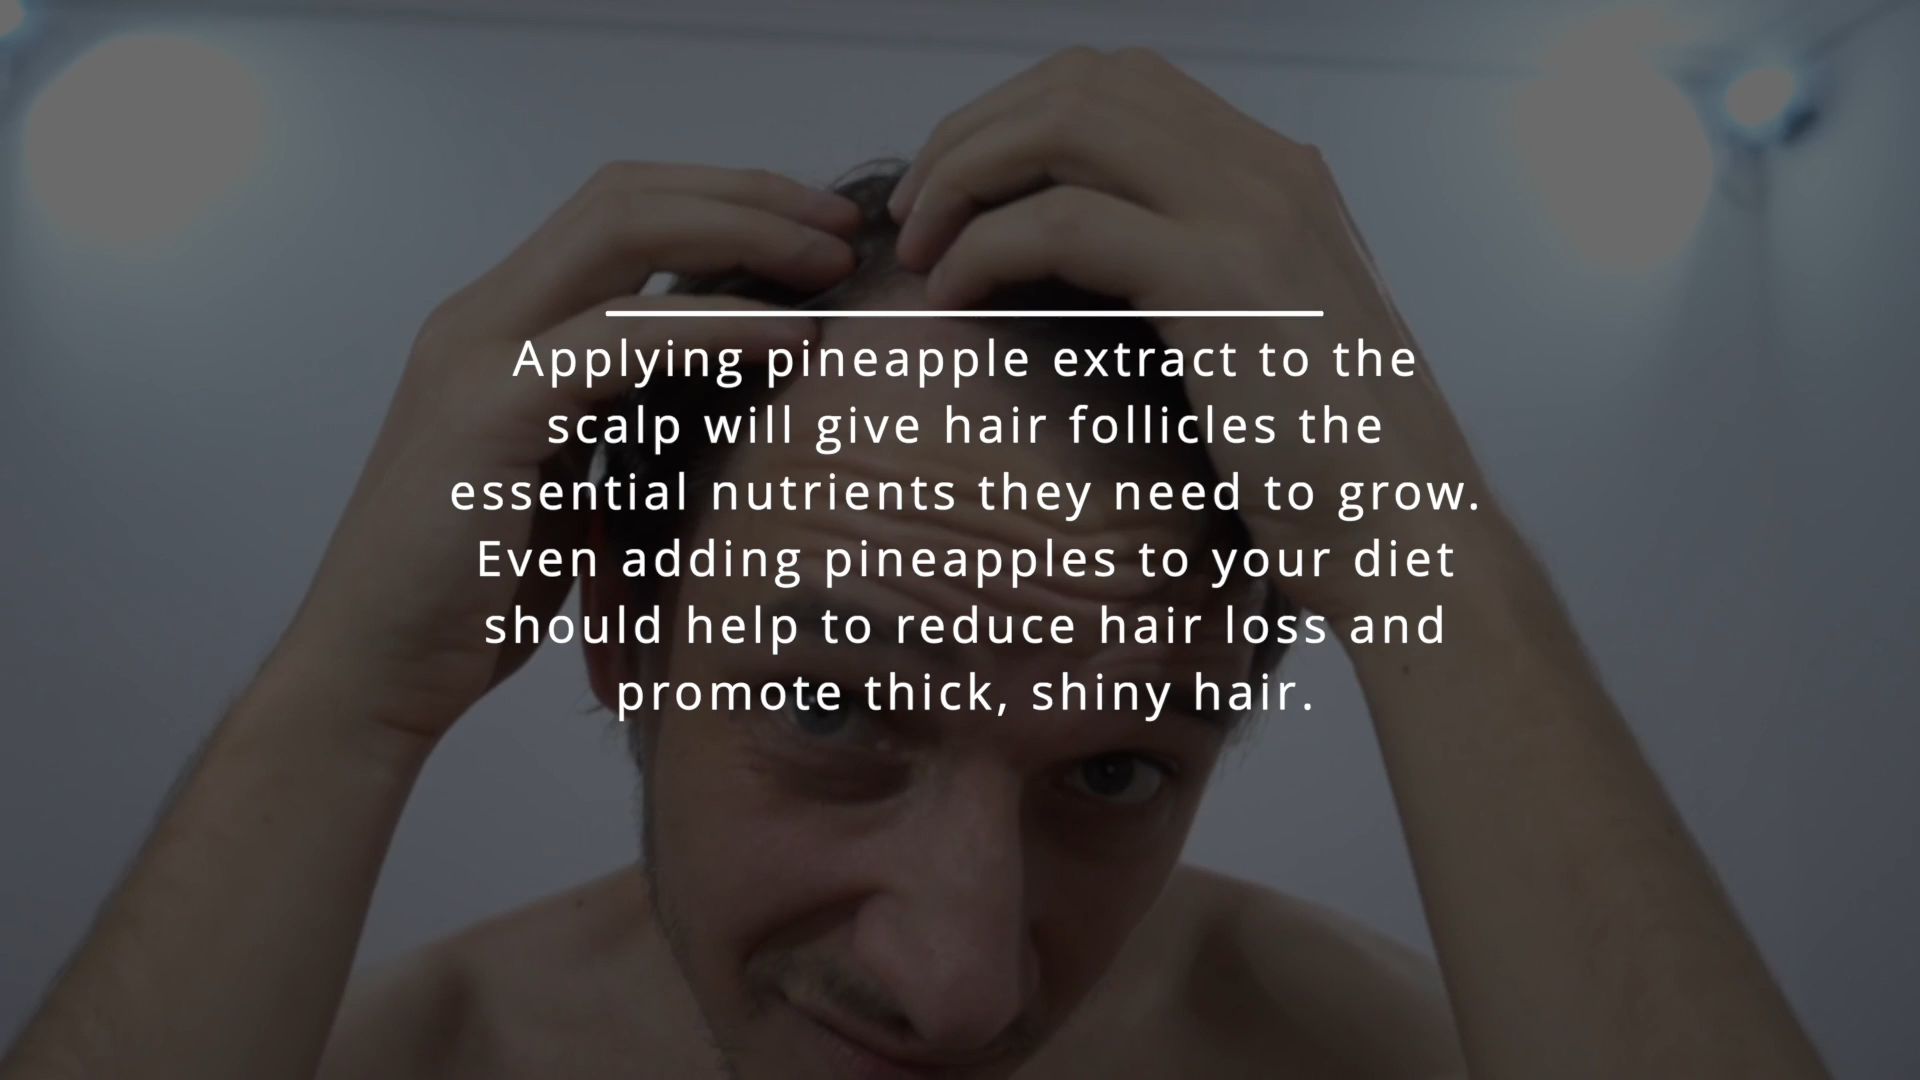 Applying pineapple extract to the
scalp will give hair follicles the
essential nutrients they need to grow.
Even adding pineapples to your diet
should help to reduce hair loss and
promote thick, shiny hair.